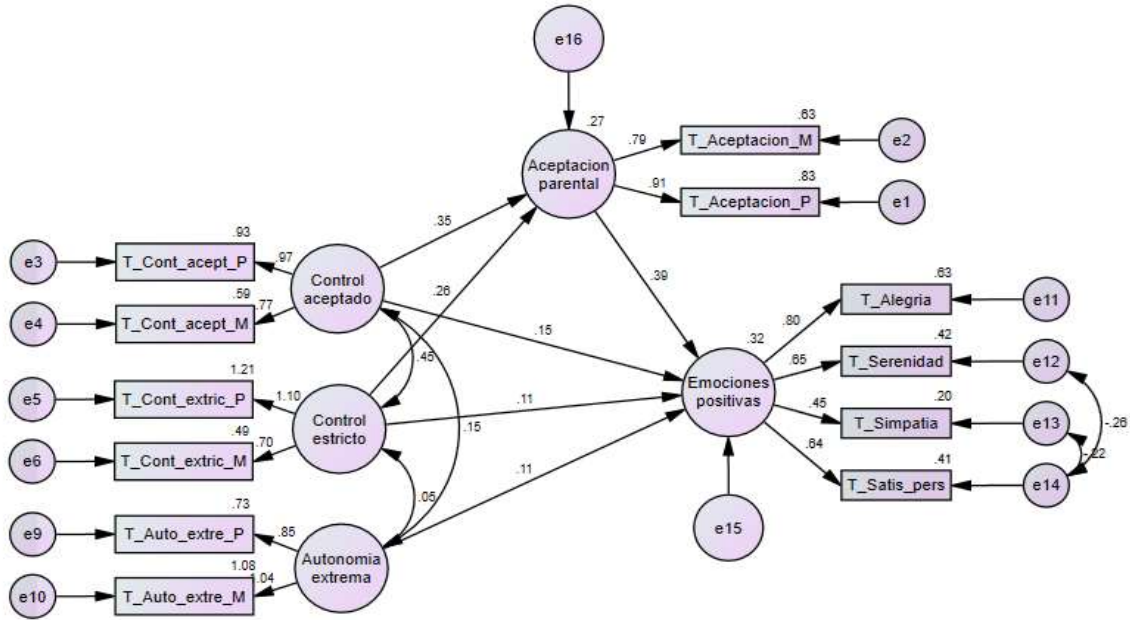 e16
.27
Aceptacion
parental
.79
.63
T_Aceptacion_M
e2
.91
.83
T_Aceptacion_P
e1
.35
.26
.39
e3
.93
T_Cont_acept_P
.97
Control
aceptado
e4
.59
T_Cont_acept_M
.77
.45
.15
e5
1.21
T_Cont_extric_P
1.10
Control
estricto
e6
.49
T_Cont_extric_M
.70
.11
.15
.05
e9
.73
T_Auto_extre_P
.85
Autonomia
extrema
e10
1.08
T_Auto_extre_M
1.04
.11
.32
Emociones
positivas
e15
.80
.63
T_Alegria
e11
.65
.42
T_Serenidad
e12
.45
.20
T_Simpatia
e13
.64
.41
T_Satis_pers
e14
-.26
-.22